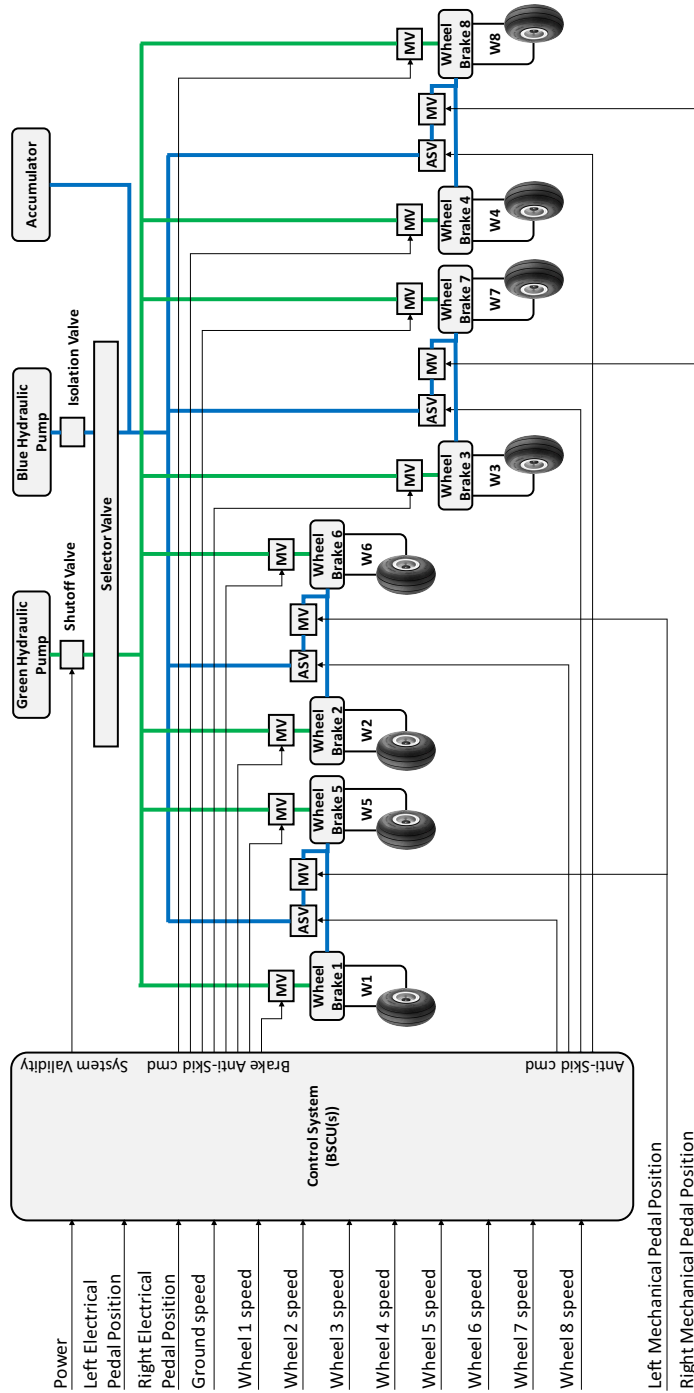 Green Hydraulic
Pump
Blue Hydraulic
Pump
Accumulator
Shutoff Valve
Isolation Valve
Selector Valve
Power
Left Electrical
Pedal Position
Right Electrical
Pedal Position
Ground speed
Wheel 1 speed
Wheel 2 speed
Wheel 3 speed
Wheel 4 speed
Wheel 5 speed
Wheel 6 speed
Wheel 7 speed
Wheel 8 speed
Left Mechanical Pedal Position
Right Mechanical Pedal Position
Control System
(BSCU(s))
System Validity
Brake Anti-Skid cmd
Anti-Skid cmd
MV
ASV
MV
MV
Wheel
Brake 1
W1
Wheel
Brake 5
W5
MV
ASV
MV
MV
Wheel
Brake 2
W2
Wheel
Brake 6
W6
MV
ASV
MV
MV
Wheel
Brake 3
W3
Wheel
Brake 7
W7
MV
ASV
MV
MV
Wheel
Brake 4
W4
Wheel
Brake 8
W8